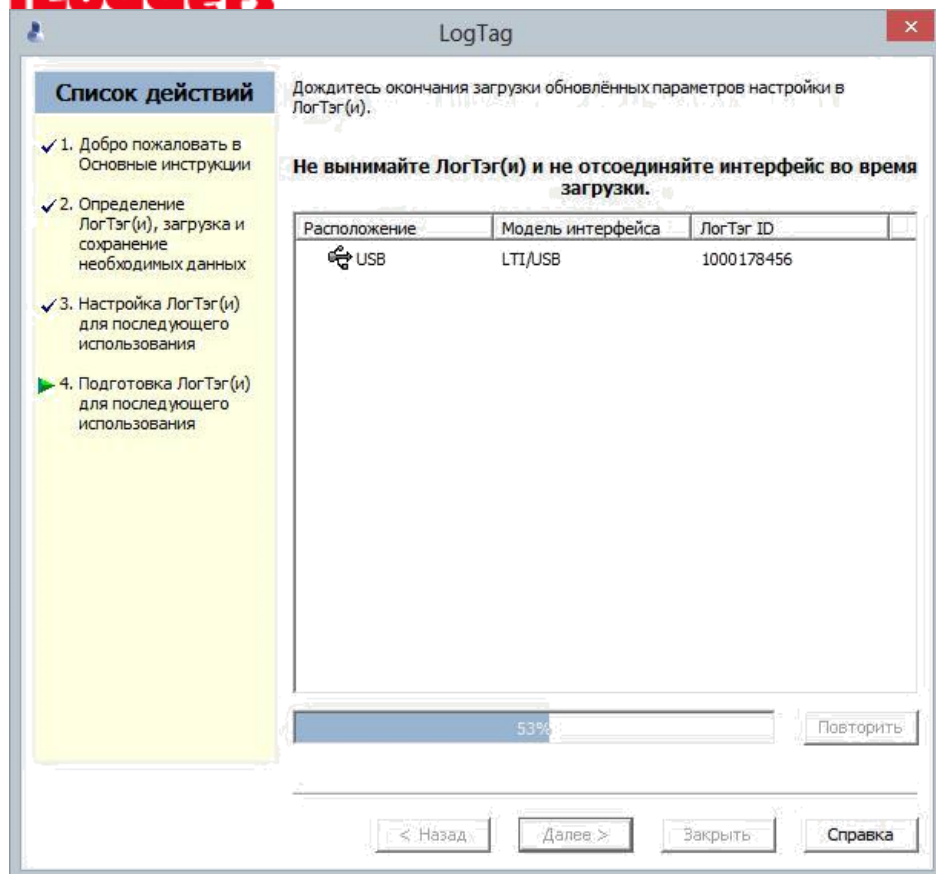 LogTag
Список действий
1. Добро пожаловать в
Основные инструкции
2. Определение
ЛогТэг(и), загрузка и
сохранение
необходимых данных
3. Настройка ЛогТэг(и)
для последующего
использования
4. Подготовка ЛогТэг(и)
для последующего
использования
Дождитесь окончания загрузки обновлённых параметров настройки в
ЛогТэг(и).
Не вынимайте ЛогТэг(и) и не отсоединяйте интерфейс во время
загрузки.
Расположение Модель интерфейса ЛогТэг ID
USB LTI/USB 1000178456
53%
Повторить
< Назад Далее > Закрыть Справка